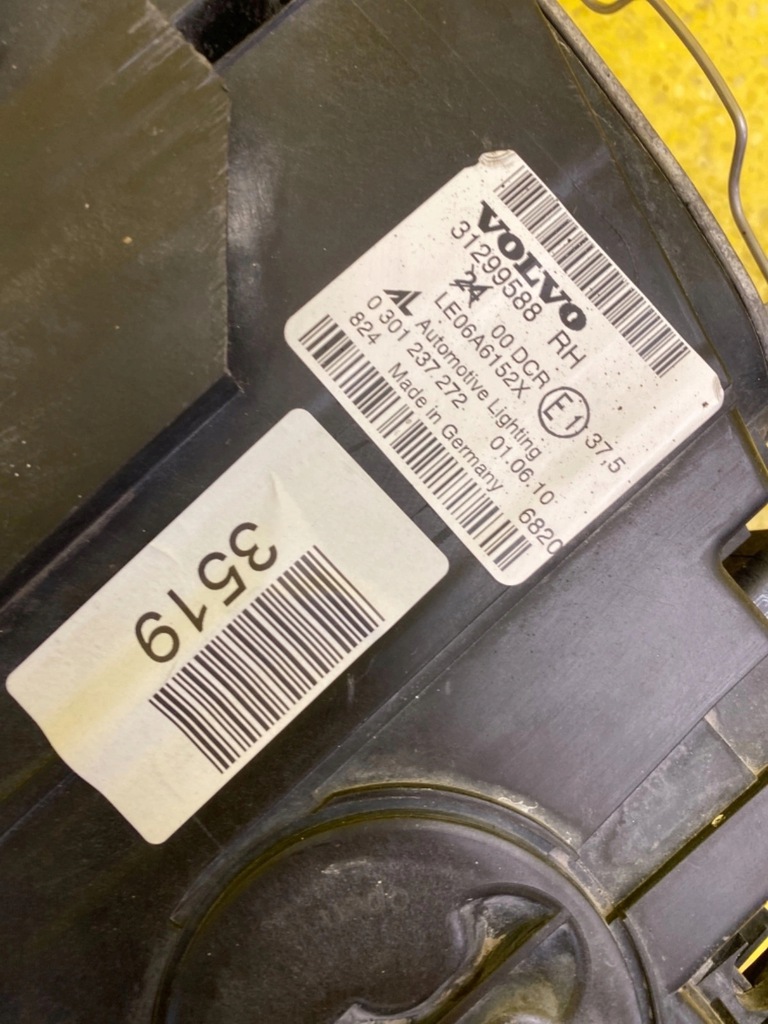 VOLVO
31299588 RH
24 00 DCR E1 37,5
LE06A6152X
AL Automotive Lighting
0 301 237 272 01.06.10
824 Made in Germany 6820
3519